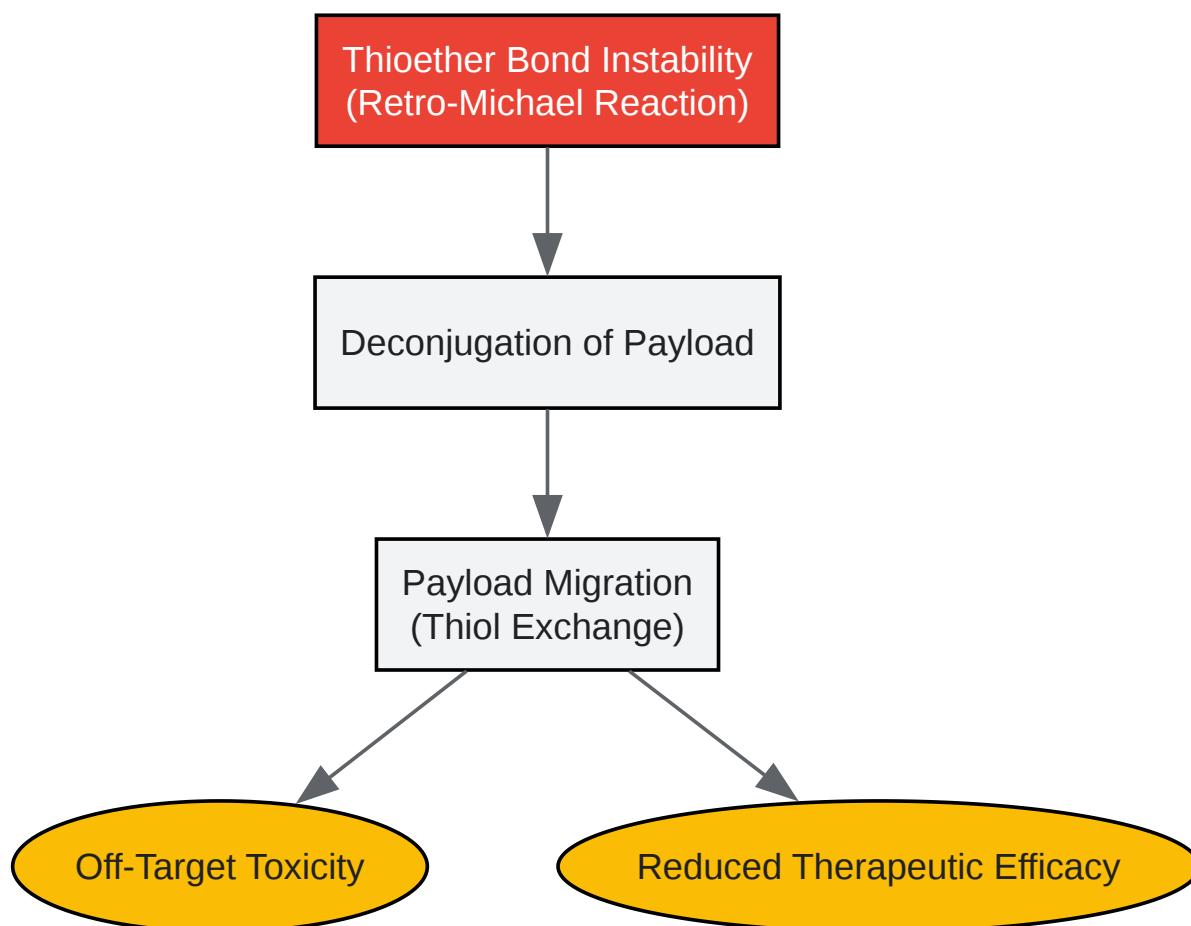 Thioether Bond Instability
(Retro-Michael Reaction)
Deconjugation of Payload
Payload Migration
(Thiol Exchange)
Off-Target Toxicity
Reduced Therapeutic Efficacy